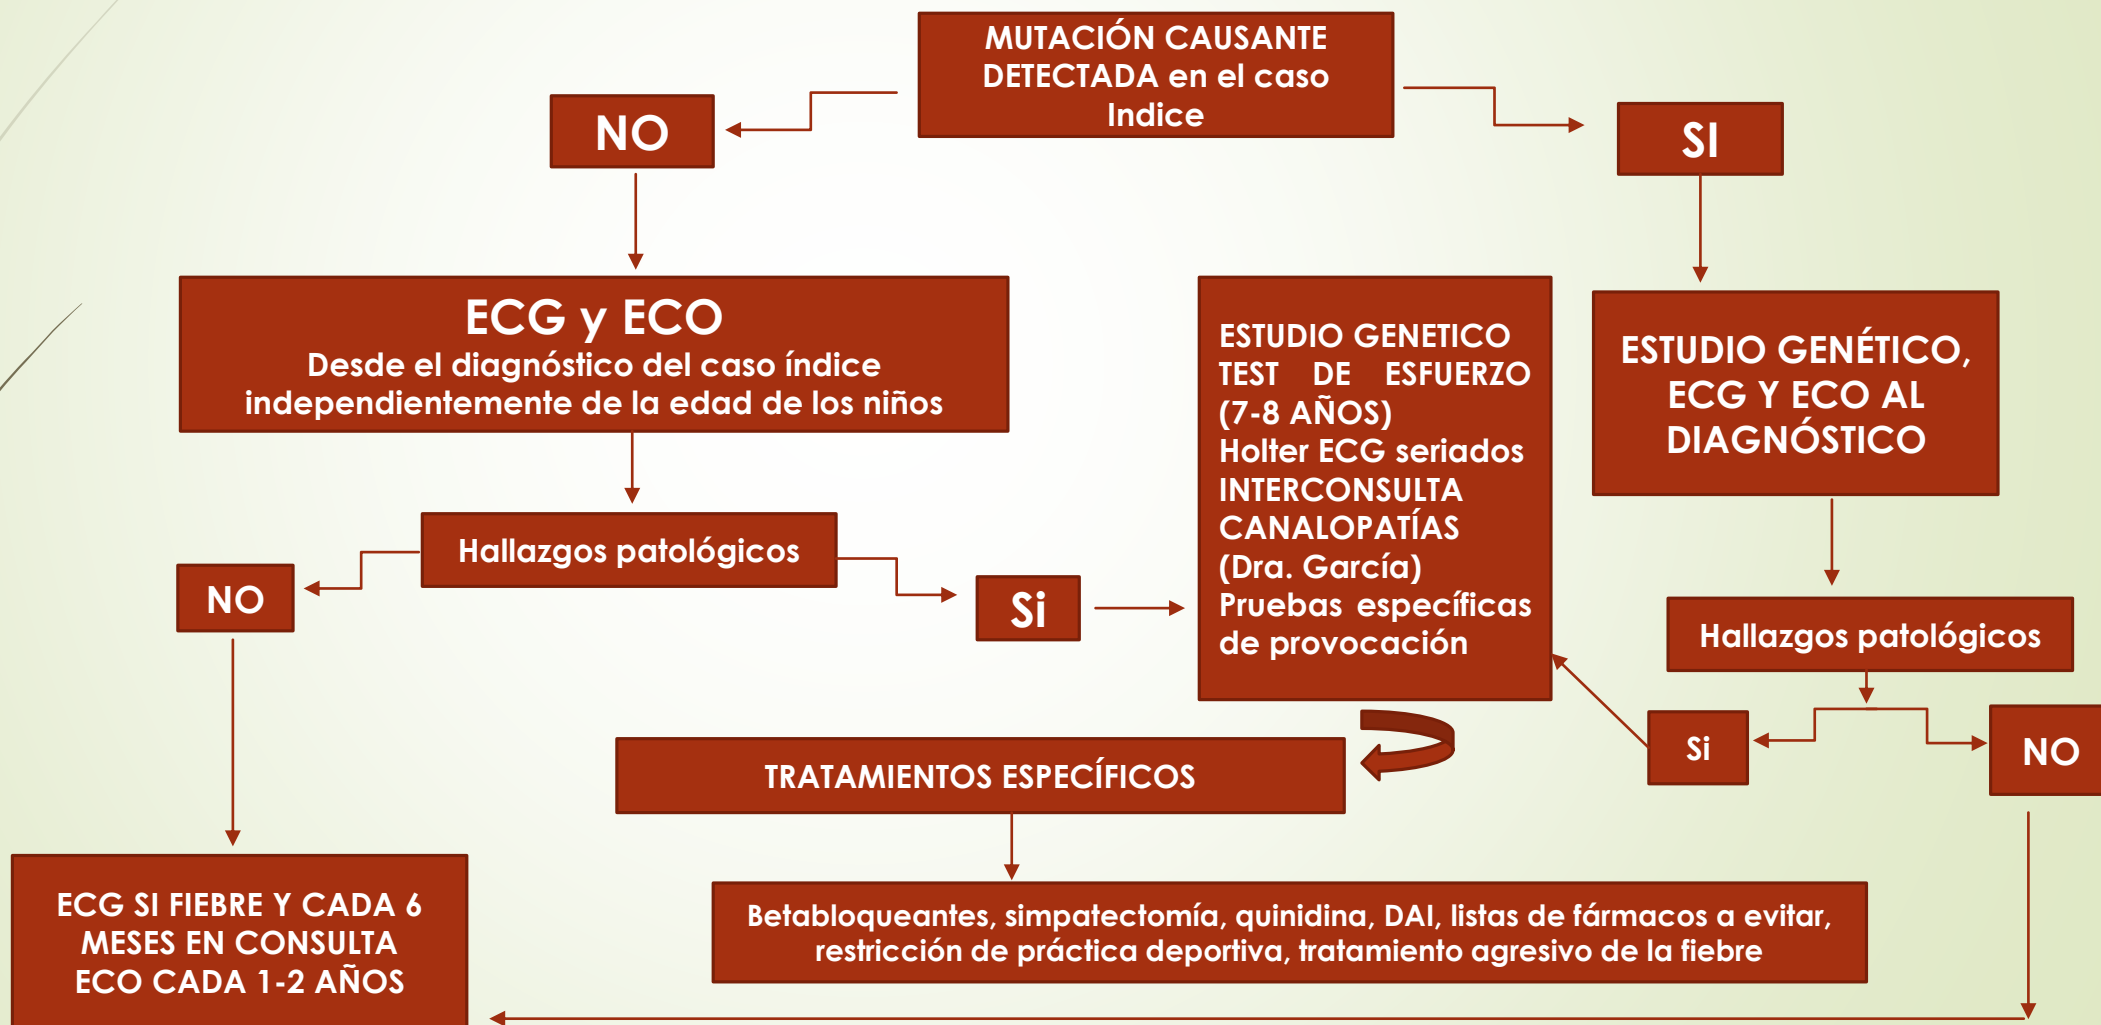 MUTACIÓN CAUSANTE
DETECTADA en el caso
Indice
NO
SI
ECG y ECO
Desde el diagnóstico del caso índice
independientemente de la edad de los niños
ESTUDIO GENETICO
TEST DE ESFUERZO
(7-8 AÑOS)
Holter ECG seriados
INTERCONSULTA
CANALOPATÍAS
(Dra. García)
Pruebas específicas
de provocación
ESTUDIO GENÉTICO,
ECG Y ECO AL
DIAGNÓSTICO
Hallazgos patológicos
NO
Si
Hallazgos patológicos
Si
NO
TRATAMIENTOS ESPECÍFICOS
ECG SI FIEBRE Y CADA 6
MESES EN CONSULTA
ECO CADA 1-2 AÑOS
Betabloqueantes, simpatectomía, quinidina, DAI, listas de fármacos a evitar,
restricción de práctica deportiva, tratamiento agresivo de la fiebre